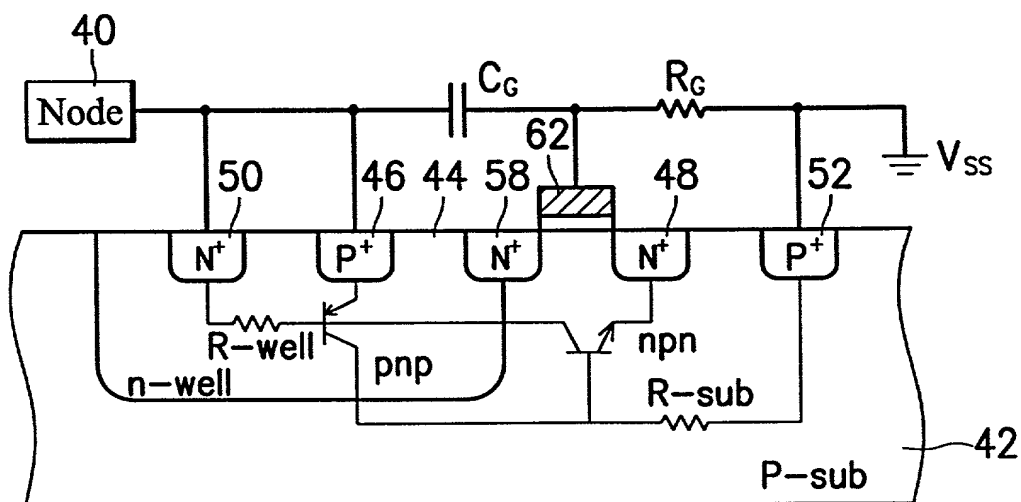 40
Node
C_G
R_G
62
V_SS
50
46
44
58
48
52
N+
P+
N+
N+
P+
R-well
pnp
npn
n-well
R-sub
42
P-sub